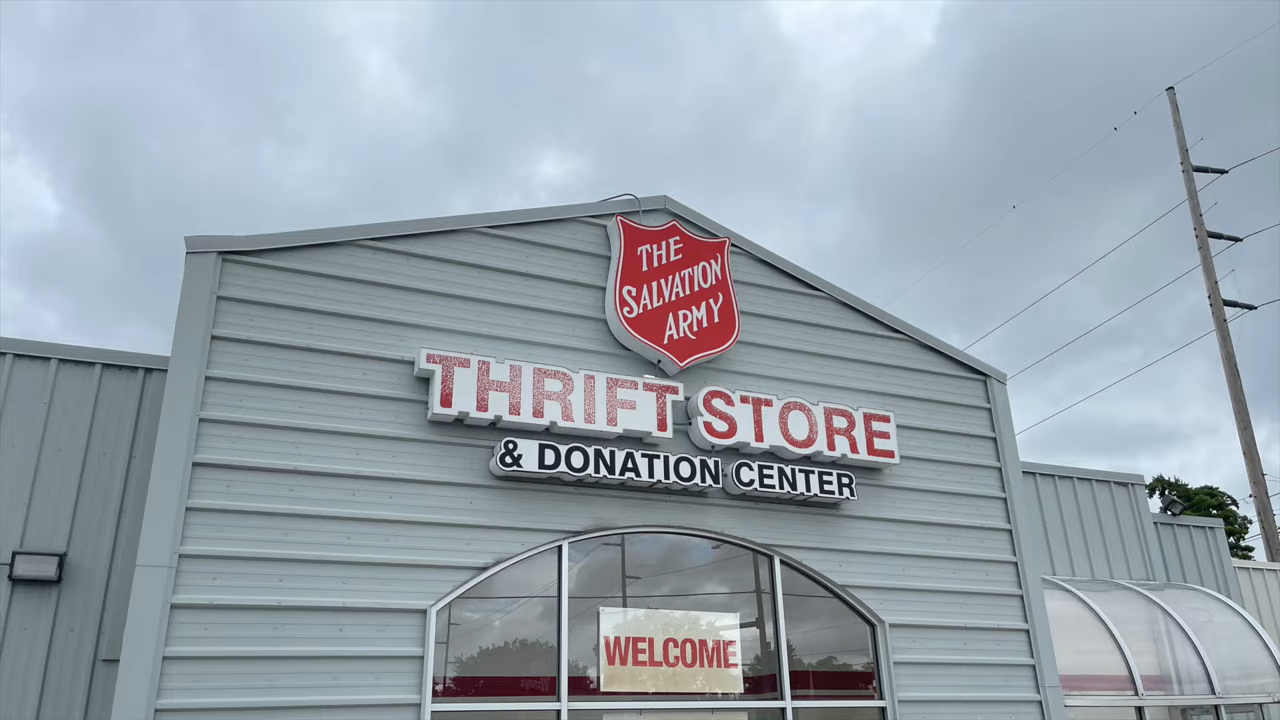 THE
SALVATION
ARMY
THRIFT STORE
& DONATION CENTER
WELCOME